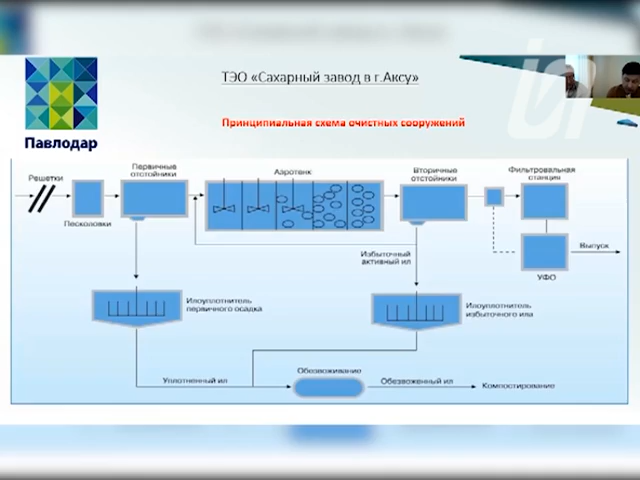 ТЭО «Сахарный завод в г.Аксу»
Принципиальная схема очистных сооружений
Павлодар
Решетки
Первичные
отстойники
Аэротенк
Вторичные
отстойники
Фильтровальная
станция
Песколовки
Избыточный
активный ил
Выпуск
УФО
Илоуплотнитель
первичного осадка
Илоуплотнитель
избыточного ила
Уплотненный ил
Обезвоживание
Обезвоженный ил
Компостирование